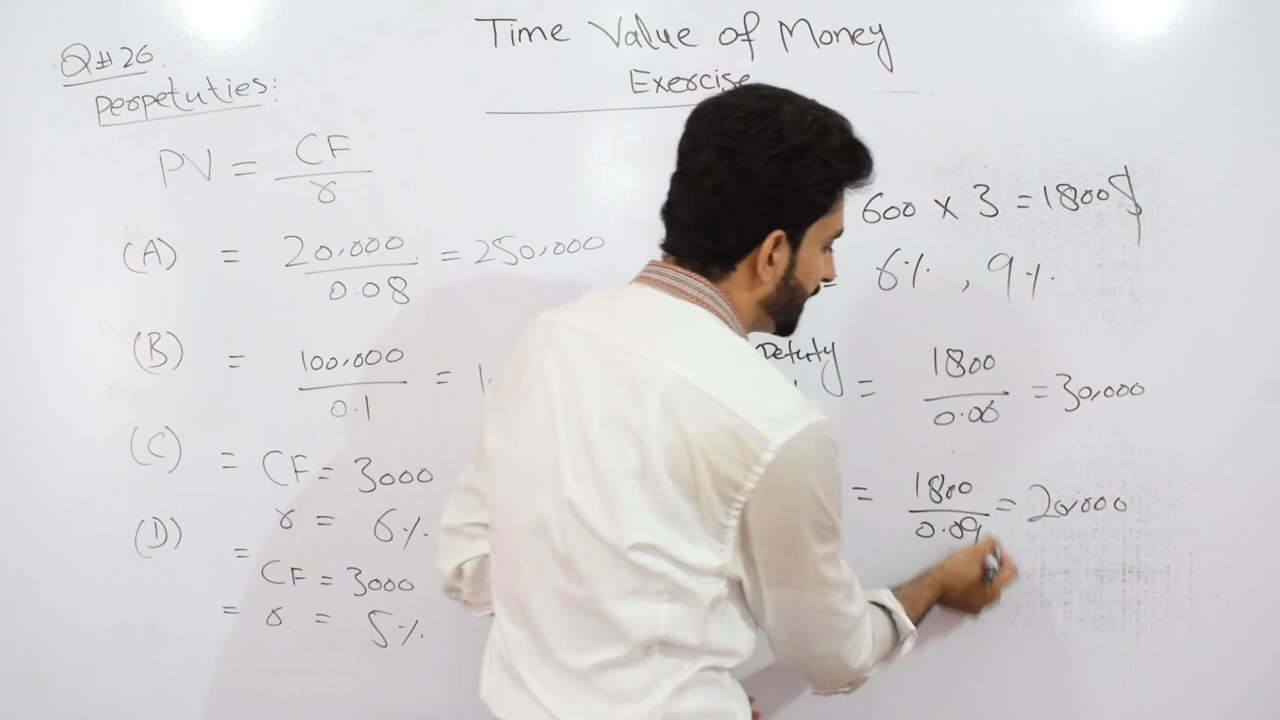 Time Value of Money
Exercise
Q#26
perpetuties:
PV = CF / r
(A) = 20,000 / 0.08 = 250,000
(B) = 100,000 / 0.1 =
(C) = CF = 3000
r = 6%.
(D) =
CF = 3000
= r = 5%.
600 x 3 = 1800$
= 6%, 9%.
= 1800 / 0.06 = 30,000
= 1800 / 0.09 = 20,000